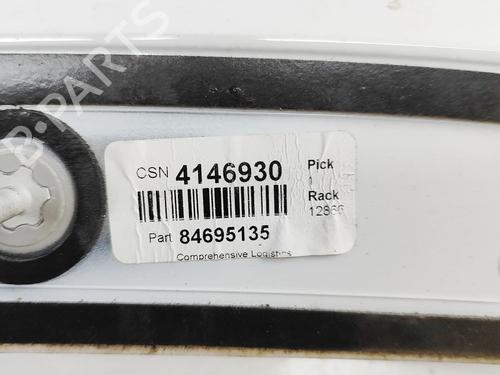 B-PARTS
CSN 4146930
Pick
1
Rack
12866
Part 84695135
Comprehensive Logistics